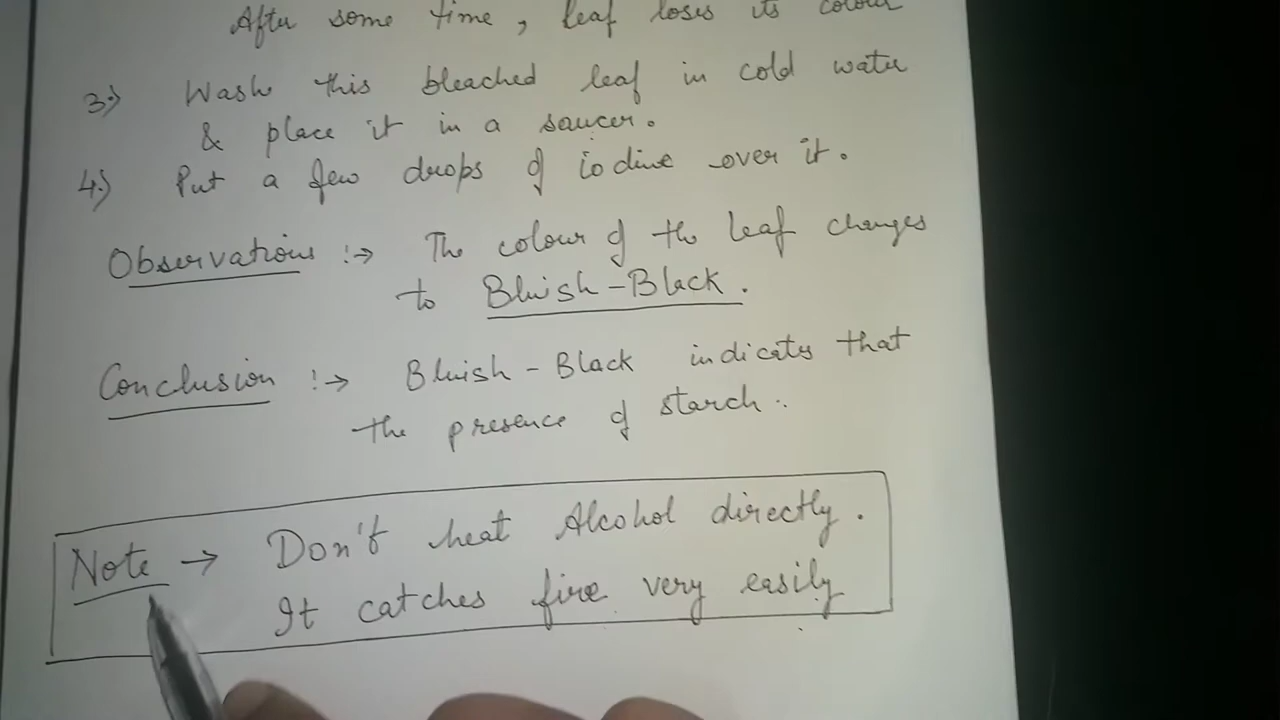 After some time, leaf loses its colour
3.) Wash this bleached leaf in cold water
& place it in a saucer.
4.) Put a few drops of iodine over it.
Observations :→ The colour of the leaf changes
to Bluish-Black.
Conclusion :→ Bluish-Black indicates that
the presence of starch.
Note → Don't heat Alcohol directly.
It catches fire very easily